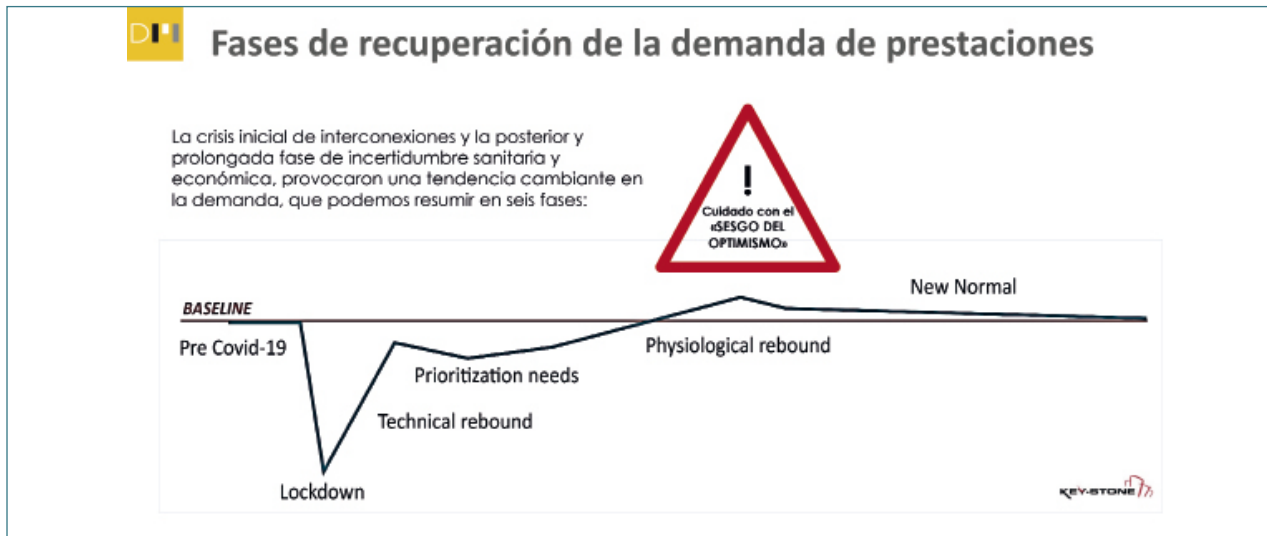 DM
Fases de recuperación de la demanda de prestaciones
La crisis inicial de interconexiones y la posterior y
prolongada fase de incertidumbre sanitaria y
económica, provocaron una tendencia cambiante en
la demanda, que podemos resumir en seis fases:
!
Cuidado con el
«SESGO DEL
OPTIMISMO»
BASELINE
New Normal
Pre Covid-19
Physiological rebound
Prioritization needs
Technical rebound
Lockdown
KEY-STONE